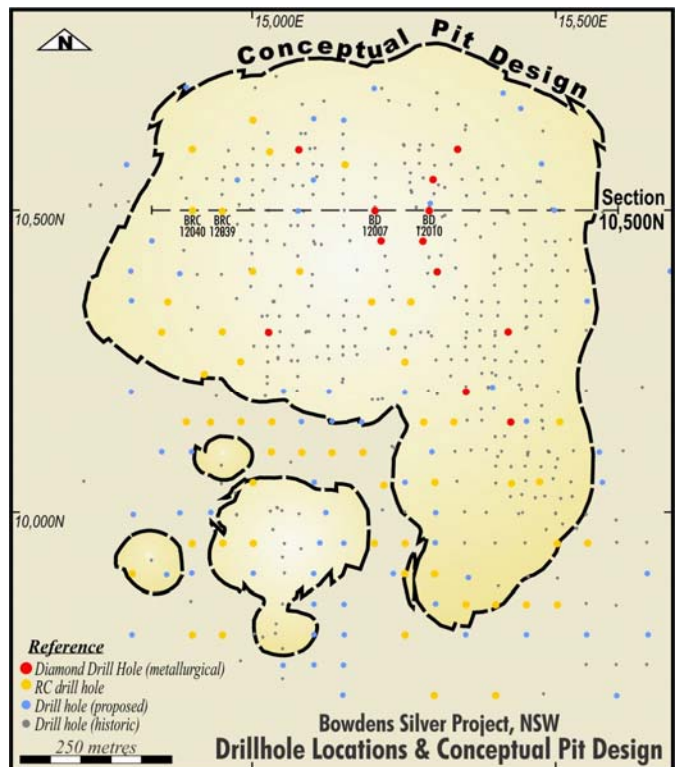 15,000E
15,500E
N
Conceptual Pit Design
Section
10,500N
10,500N
BRC
12040
BRC
12039
BD
12007
BD
12010
10,000N
Reference
Diamond Drill Hole (metallurgical)
RC drill hole
Drill hole (proposed)
Drill hole (historic)
250 metres
Bowdens Silver Project, NSW
Drillhole Locations & Conceptual Pit Design